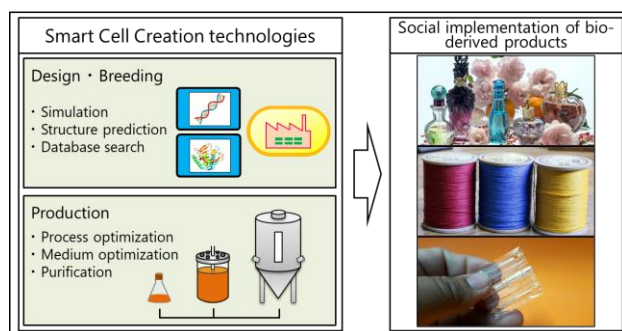 Smart Cell Creation technologies
Design・Breeding
・Simulation
・Structure prediction
・Database search
Production
・Process optimization
・Medium optimization
・Purification
Social implementation of bio-
derived products